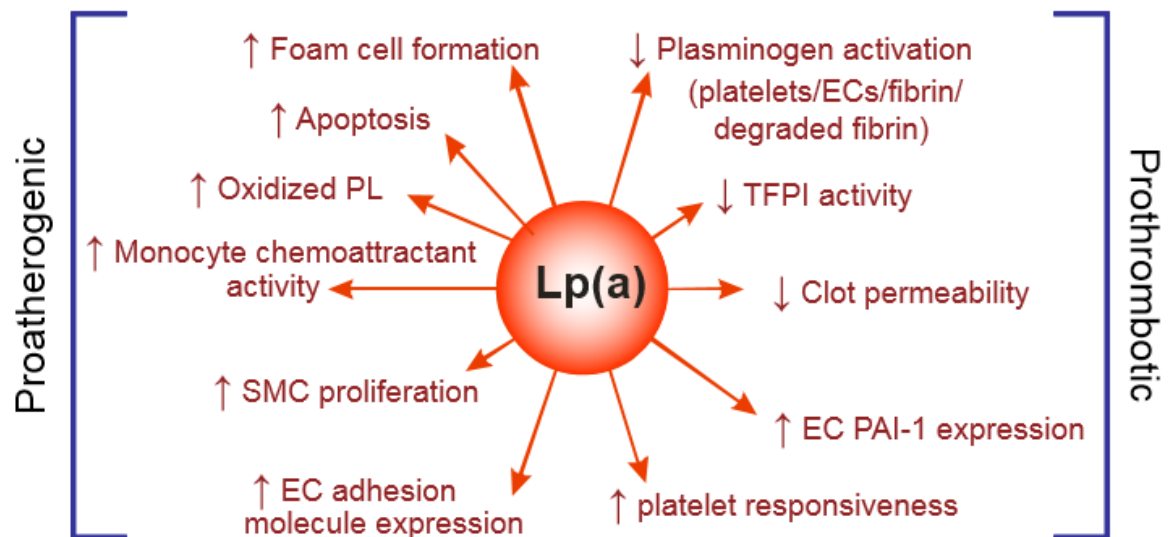 Proatherogenic
↑ Foam cell formation
↑ Apoptosis
↑ Oxidized PL
↑ Monocyte chemoattractant
activity
↑ SMC proliferation
↑ EC adhesion
molecule expression
Lp(a)
↓ Plasminogen activation
(platelets/ECs/fibrin/
degraded fibrin)
↓ TFPI activity
↓ Clot permeability
↑ EC PAI-1 expression
↑ platelet responsiveness
Prothrombotic